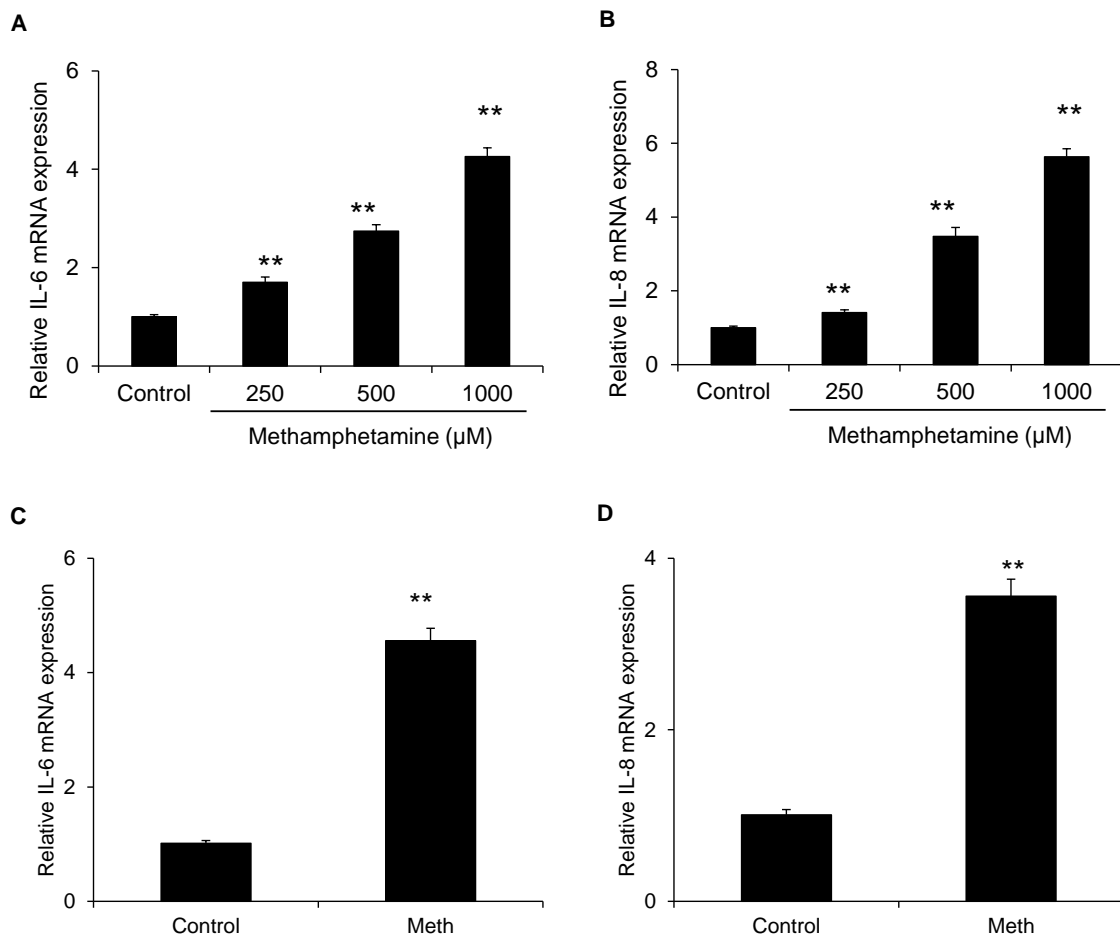 A
Relative IL-6 mRNA expression
6
4
2
0
**
**
**
Control 250 500 1000
Methamphetamine (µM)
B
Relative IL-8 mRNA expression
8
6
4
2
0
**
**
**
Control 250 500 1000
Methamphetamine (µM)
C
Relative IL-6 mRNA expression
6
4
2
0
**
Control Meth
D
Relative IL-8 mRNA expression
4
2
0
**
Control Meth